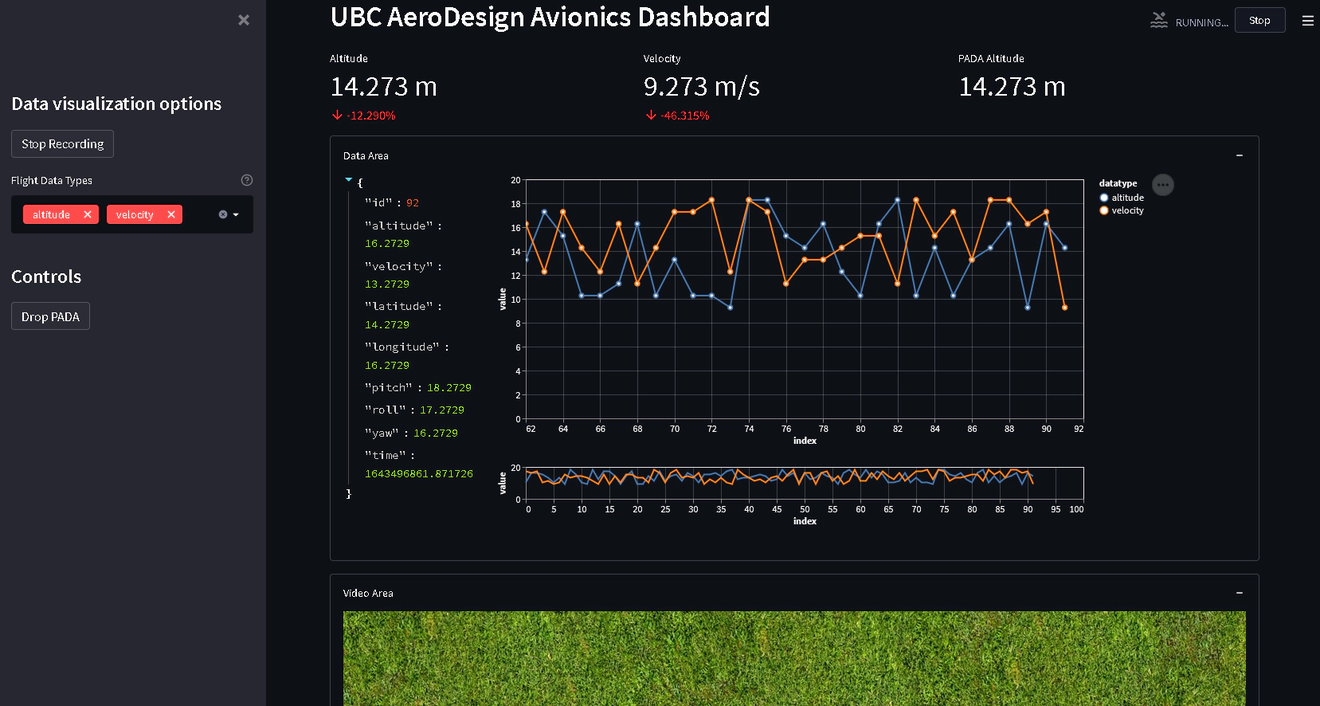 UBC AeroDesign Avionics Dashboard
RUNNING...
Stop
Altitude
14.273 m
-12.290%
Velocity
9.273 m/s
-46.315%
PADA Altitude
14.273 m
Data visualization options
Stop Recording
Flight Data Types
altitude
velocity
Controls
Drop PADA
Data Area
{
"id" : 92
"altitude" :
16.2729
"velocity" :
13.2729
"latitude" :
14.2729
"longitude" :
16.2729
"pitch" : 18.2729
"roll" : 17.2729
"yaw" : 16.2729
"time" :
1643496861.871726
}
20
18
16
14
12
10
8
6
4
2
0
value
62 64 66 68 70 72 74 76 78 80 82 84 86 88 90 92
index
datatype
altitude
velocity
20
0
value
0 5 10 15 20 25 30 35 40 45 50 55 60 65 70 75 80 85 90 95 100
index
Video Area